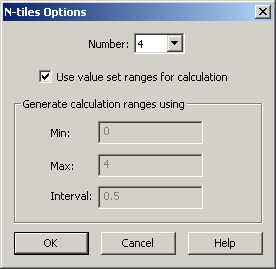 N-tiles Options
Number: 4
Use value set ranges for calculation
Generate calculation ranges using
Min: 0
Max: 4
Interval: 0.5
OK Cancel Help